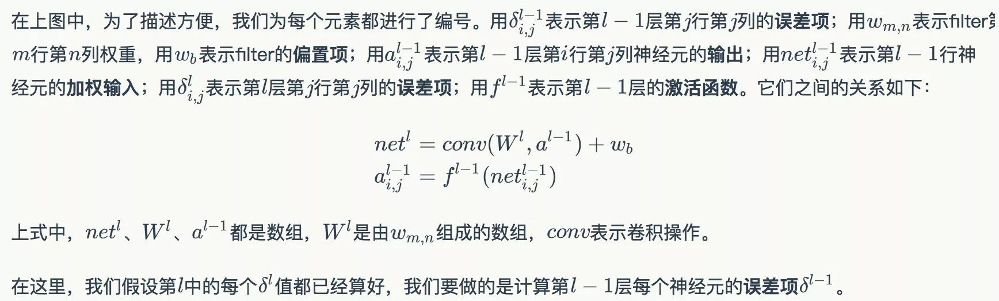 在上图中，为了描述方便，我们为每个元素都进行了编号。用$\delta_{i,j}^{l-1}$表示第$l-1$层第$j$行第$j$列的误差项；用$w_{m,n}$表示filter第
$m$行第$n$列权重，用$w_b$表示filter的偏置项；用$a_{i,j}^{l-1}$表示第$l-1$层第$i$行第$j$列神经元的输出；用$net_{i,j}^{l-1}$表示第$l-1$行神
经元的加权输入；用$\delta_{i,j}^{l}$表示第$l$层第$j$行第$j$列的误差项；用$f^{l-1}$表示第$l-1$层的激活函数。它们之间的关系如下：
$net^l = conv(W^l, a^{l-1}) + w_b$
$a_{i,j}^{l-1} = f^{l-1}(net_{i,j}^{l-1})$
上式中，$net^l$、$W^l$、$a^{l-1}$都是数组，$W^l$是由$w_{m,n}$组成的数组，$conv$表示卷积操作。
在这里，我们假设第$l$中的每个$\delta^l$值都已经算好，我们要做的是计算第$l-1$层每个神经元的误差项$\delta^{l-1}$。